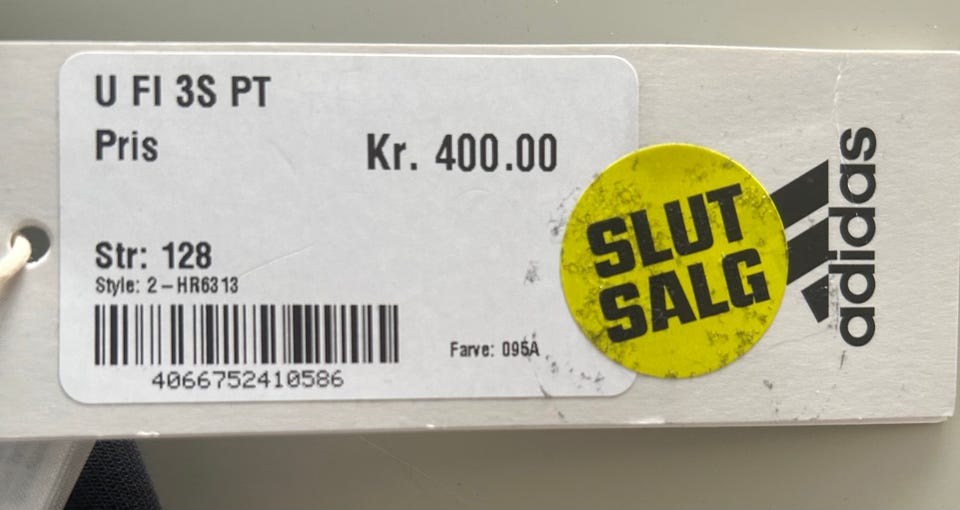 U FI 3S PT
Pris Kr. 400.00
Str: 128
Style: 2-HR6313
4066752410586
Farve: 095A
SLUT
SALG
adidas